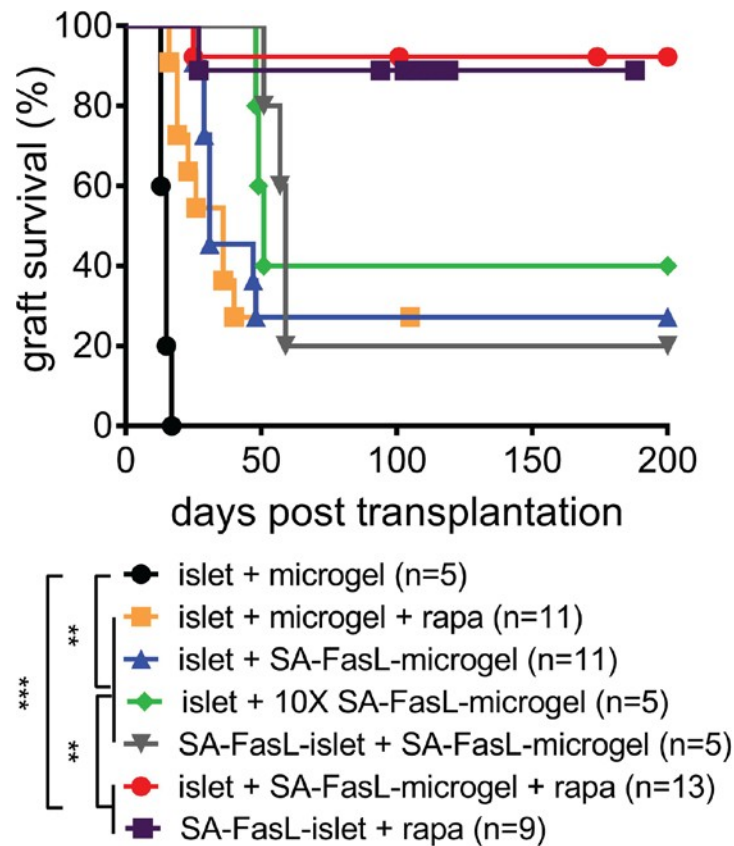 graft survival (%)
100
80
60
40
20
0
0 50 100 150 200
days post transplantation
islet + microgel (n=5)
islet + microgel + rapa (n=11)
islet + SA-FasL-microgel (n=11)
islet + 10X SA-FasL-microgel (n=5)
SA-FasL-islet + SA-FasL-microgel (n=5)
islet + SA-FasL-microgel + rapa (n=13)
SA-FasL-islet + rapa (n=9)
***
**
**